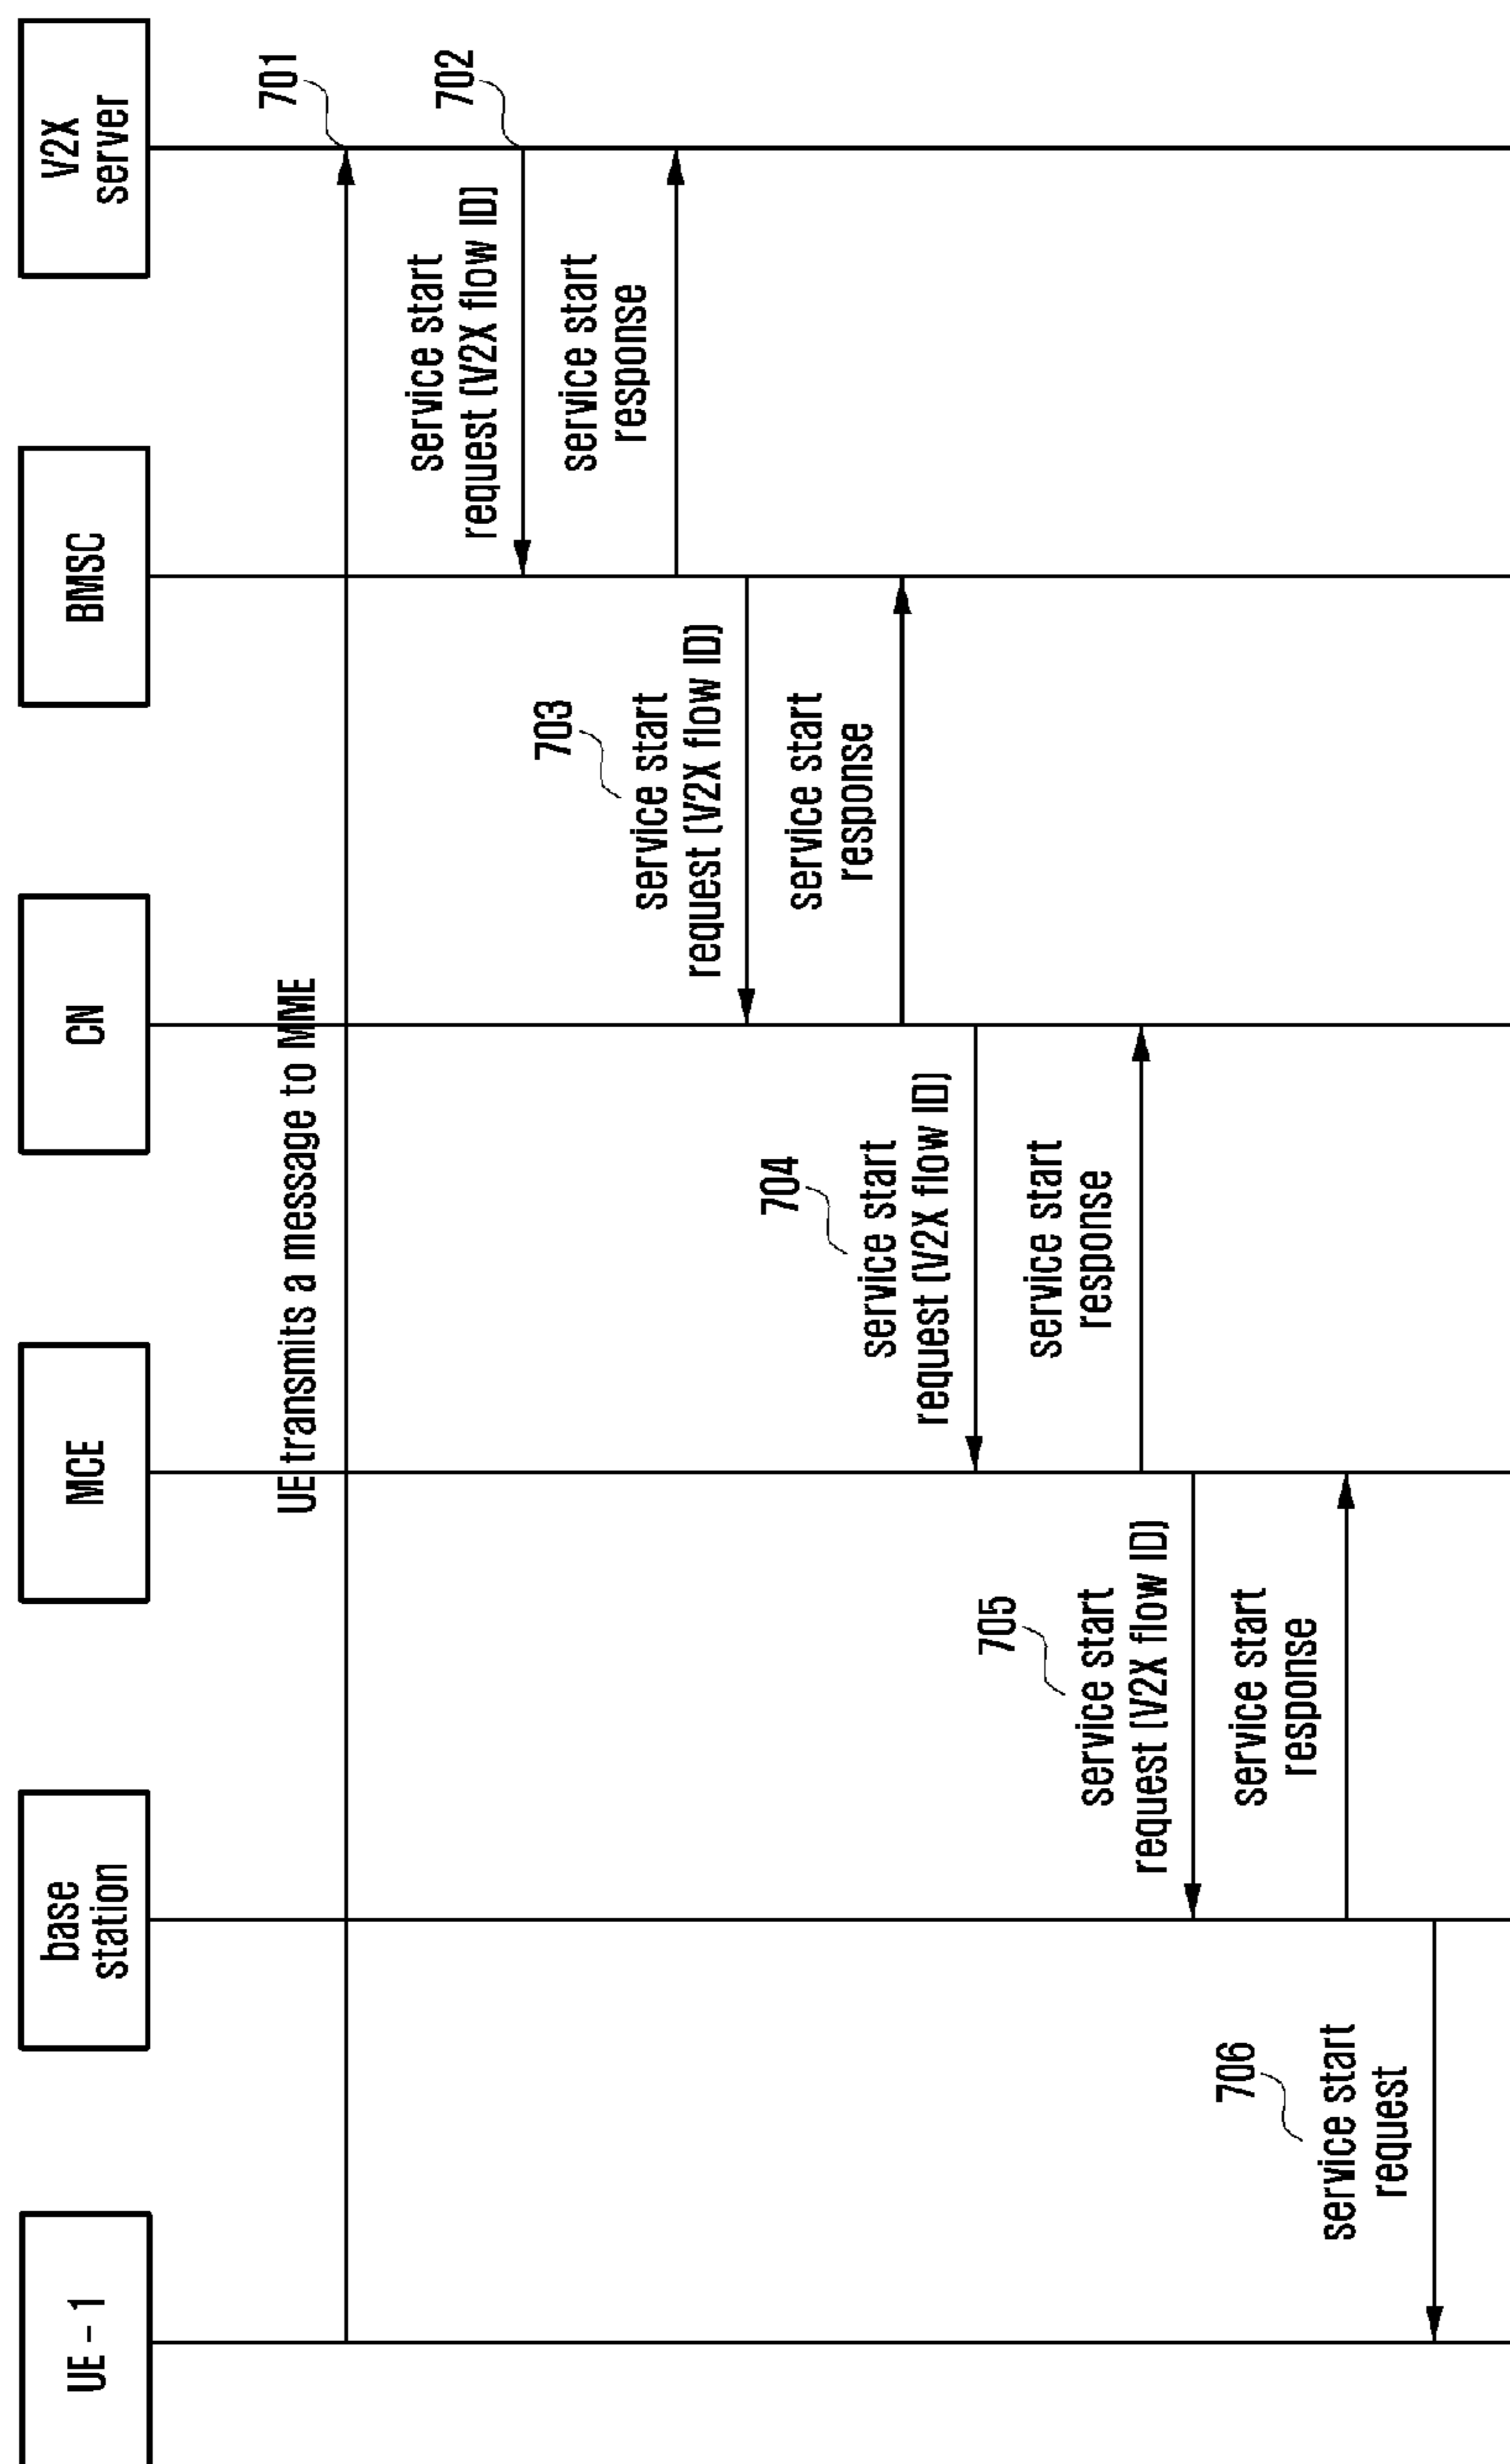 UE - 1
base
station
MCE
CN
BMSC
V2X
server
701
UE transmits a message to MME
702
service start
request (V2X flow ID)
service start
response
703
service start
request (V2X flow ID)
service start
response
704
service start
request (V2X flow ID)
service start
response
705
service start
request (V2X flow ID)
service start
response
706
service start
request